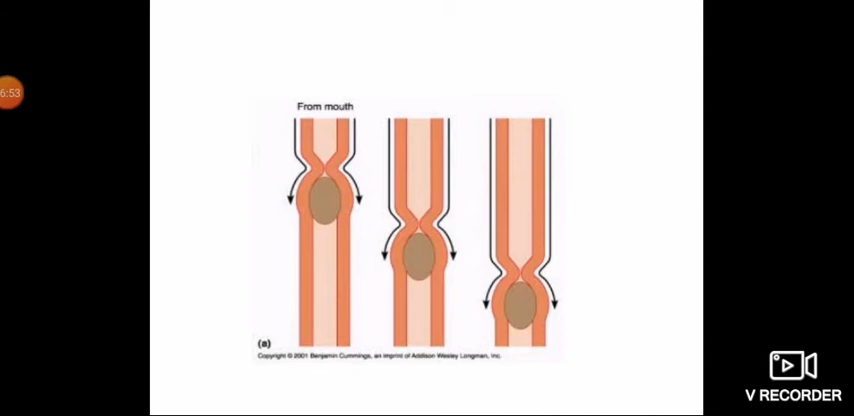 From mouth
6:53
(a)
Copyright © 2001 Benjamin Cummings, an imprint of Addison Wesley Longman, Inc.
V RECORDER